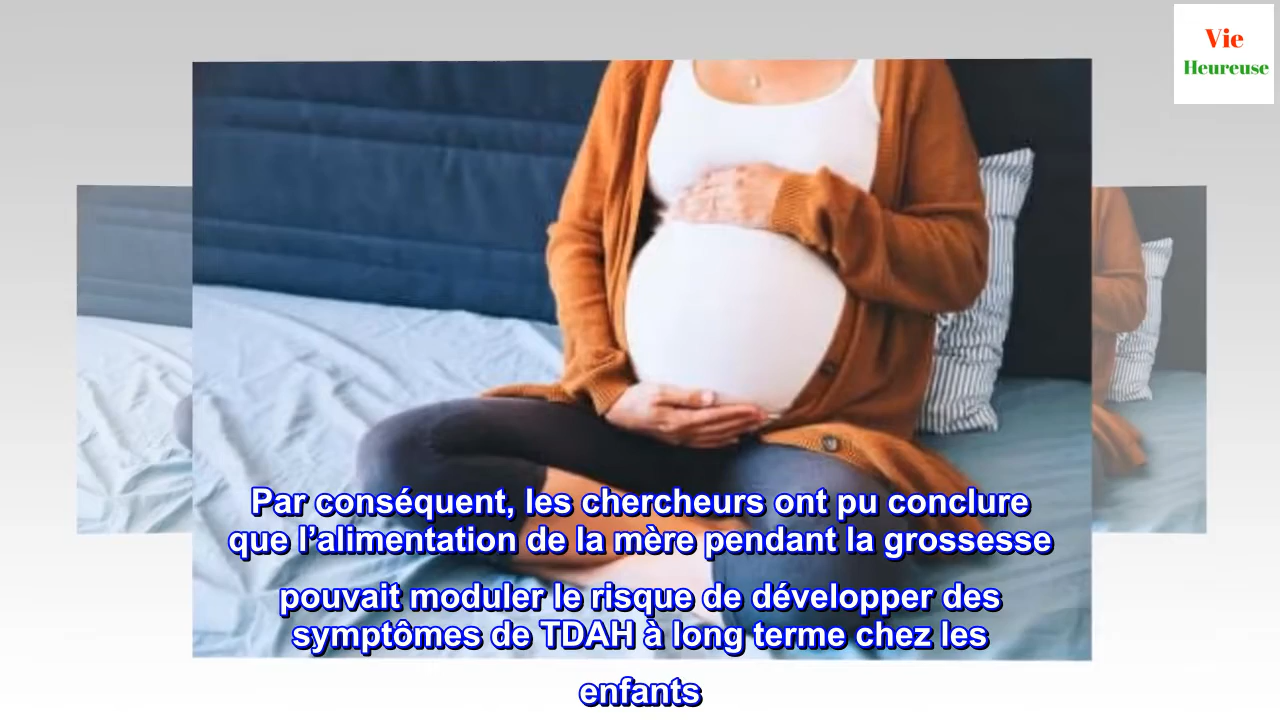 Vie
Heureuse
Par conséquent, les chercheurs ont pu conclure
que l’alimentation de la mère pendant la grossesse
pouvait moduler le risque de développer des
symptômes de TDAH à long terme chez les
enfants